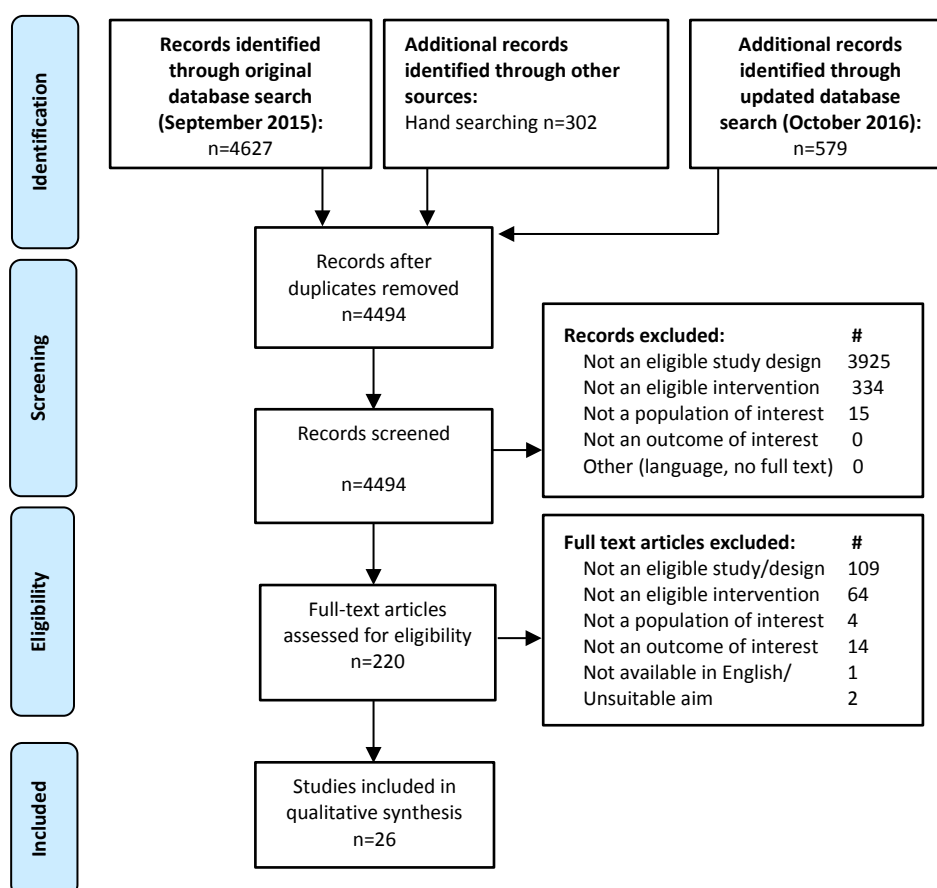 Identification
Records identified
through original
database search
(September 2015):
n=4627
Additional records
identified through other
sources:
Hand searching n=302
Additional records
identified through
updated database
search (October 2016):
n=579
Records after
duplicates removed
n=4494
Screening
Records screened
n=4494
Records excluded: #
Not an eligible study design 3925
Not an eligible intervention 334
Not a population of interest 15
Not an outcome of interest 0
Other (language, no full text) 0
Eligibility
Full-text articles
assessed for eligibility
n=220
Full text articles excluded: #
Not an eligible study/design 109
Not an eligible intervention 64
Not a population of interest 4
Not an outcome of interest 14
Not available in English/ 1
Unsuitable aim 2
Included
Studies included in
qualitative synthesis
n=26